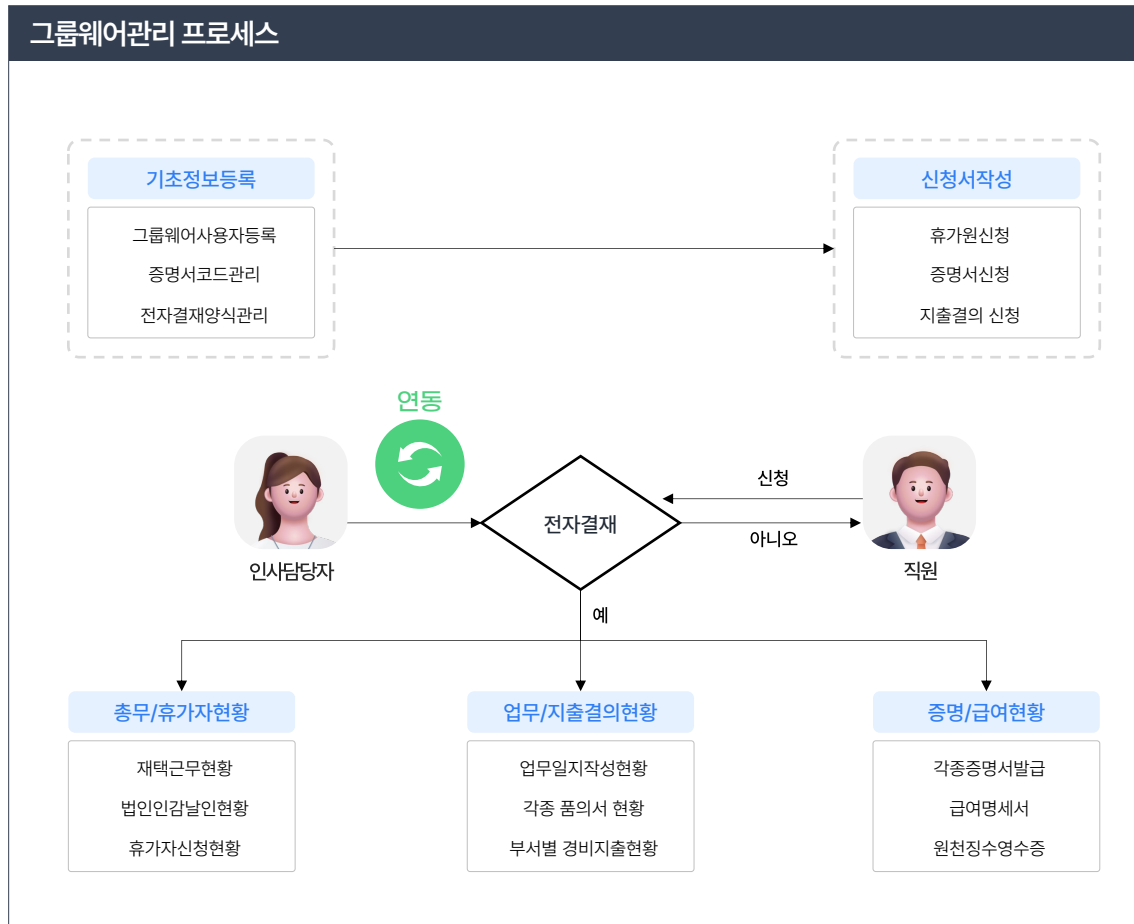 그룹웨어관리 프로세스
기초정보등록
그룹웨어사용자등록
증명서코드관리
전자결재양식관리
신청서작성
휴가원신청
증명서신청
지출결의 신청
연동
인사담당자
전자결재
신청
아니오
직원
예
총무/휴가자현황
재택근무현황
법인인감날인현황
휴가자신청현황
업무/지출결의현황
업무일지작성현황
각종 품의서 현황
부서별 경비지출현황
증명/급여현황
각종증명서발급
급여명세서
원천징수영수증